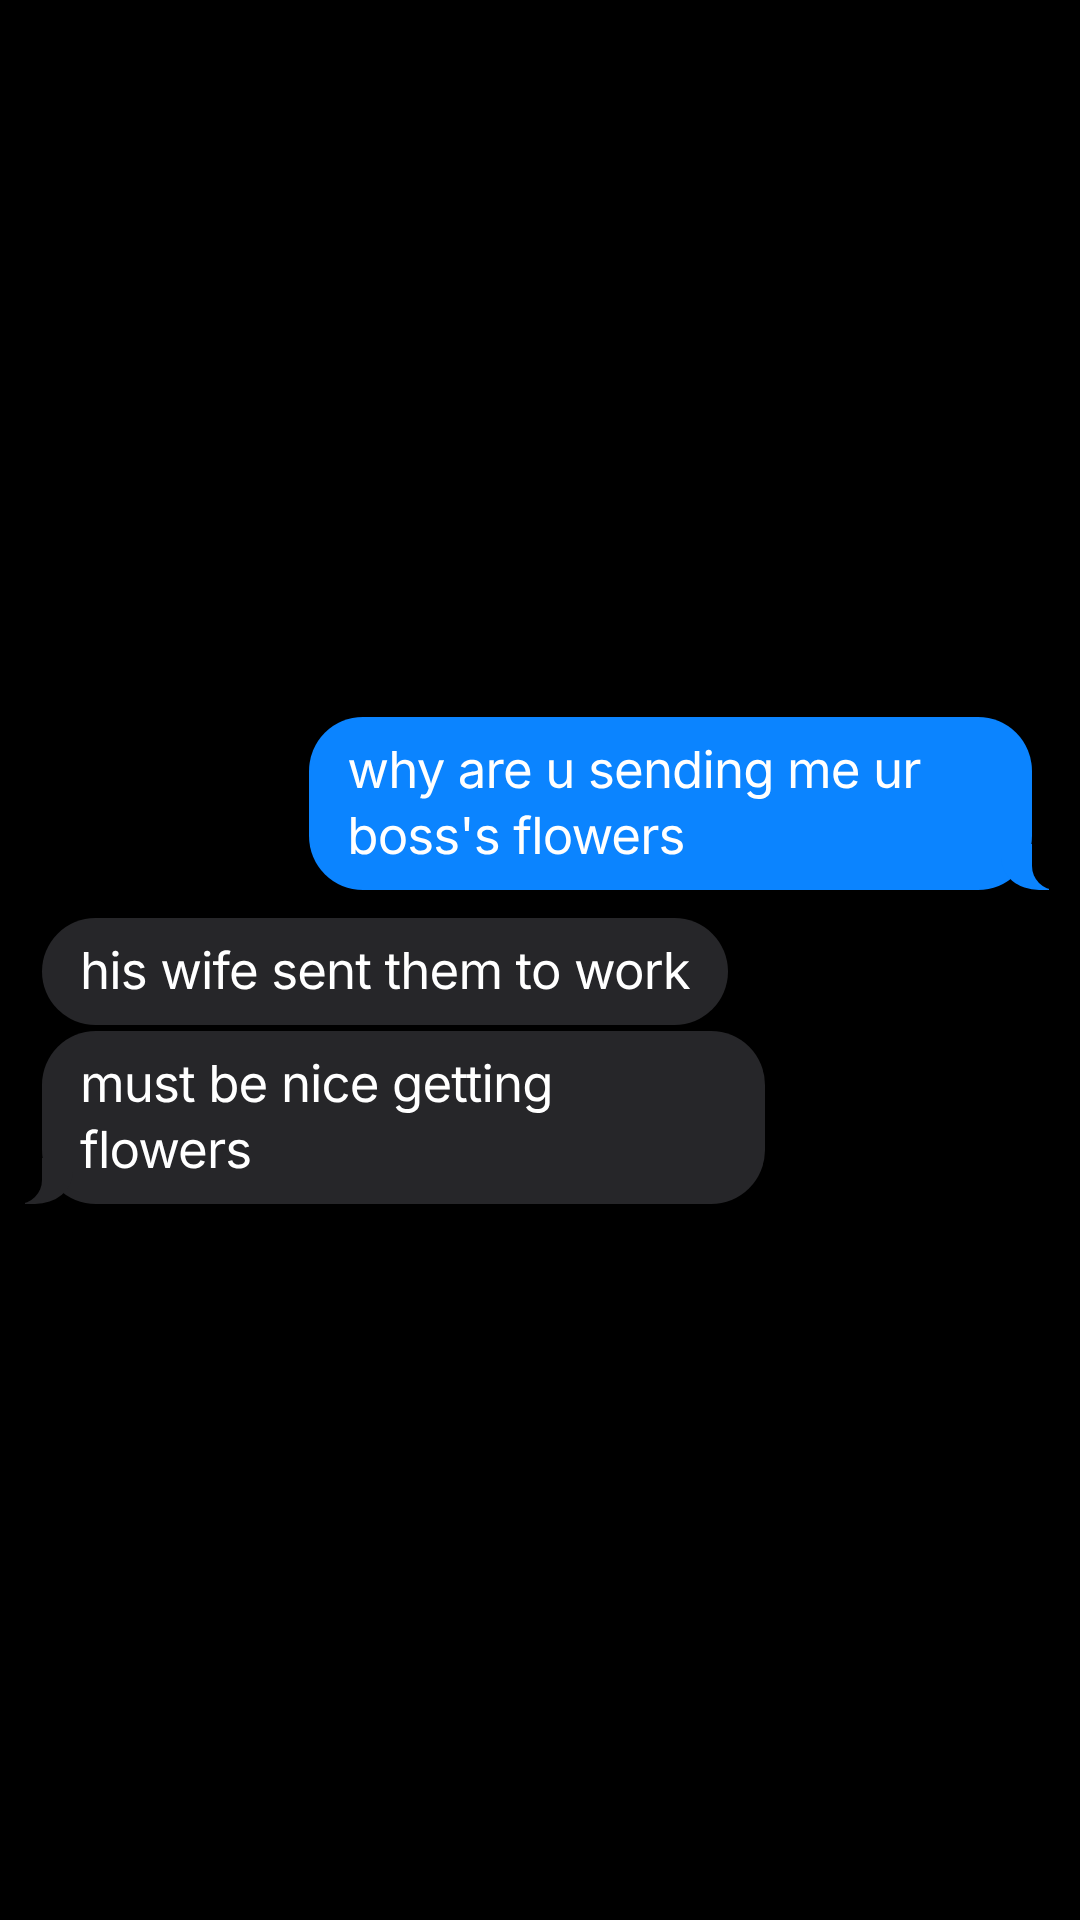 why are u sending me ur
boss's flowers
his wife sent them to work
must be nice getting
flowers